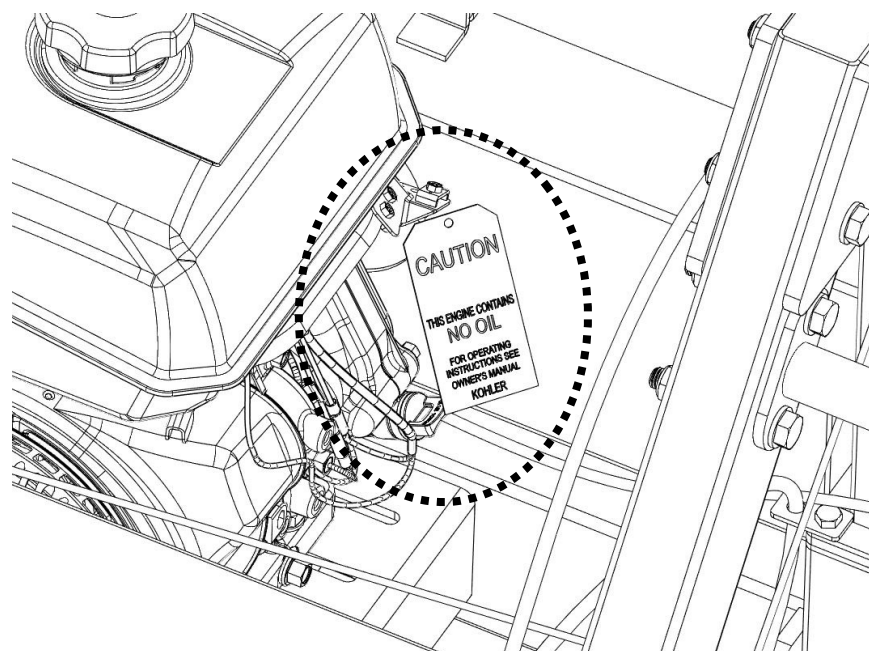 CAUTION
THIS ENGINE CONTAINS
NO OIL
FOR OPERATING
INSTRUCTIONS SEE
OWNER'S MANUAL
KOHLER